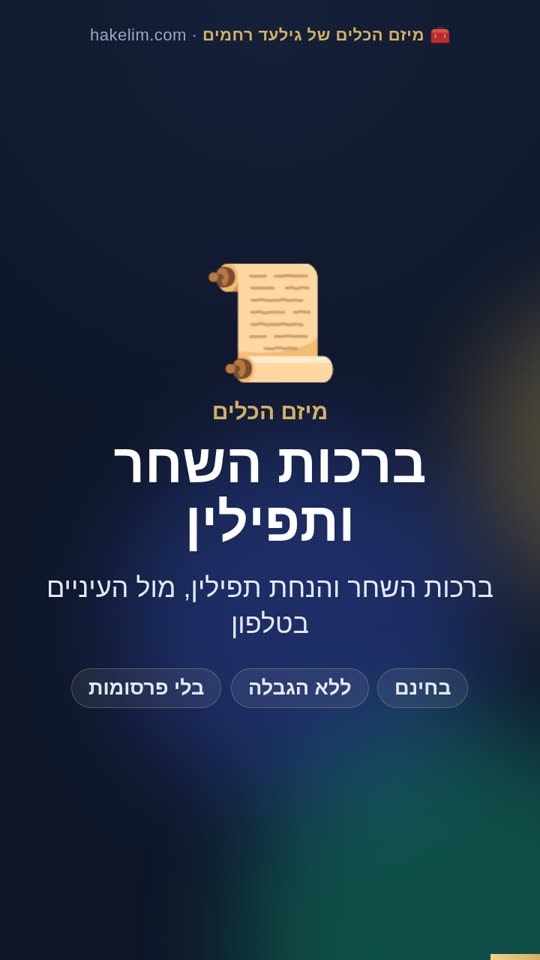 🧰 מיזם הכלים של גילעד רחמים · hakelim.com
מיזם הכלים
ברכות השחר
ותפילין
ברכות השחר והנחת תפילין, מול העיניים
בטלפון
בחינם
ללא הגבלה
בלי פרסומות